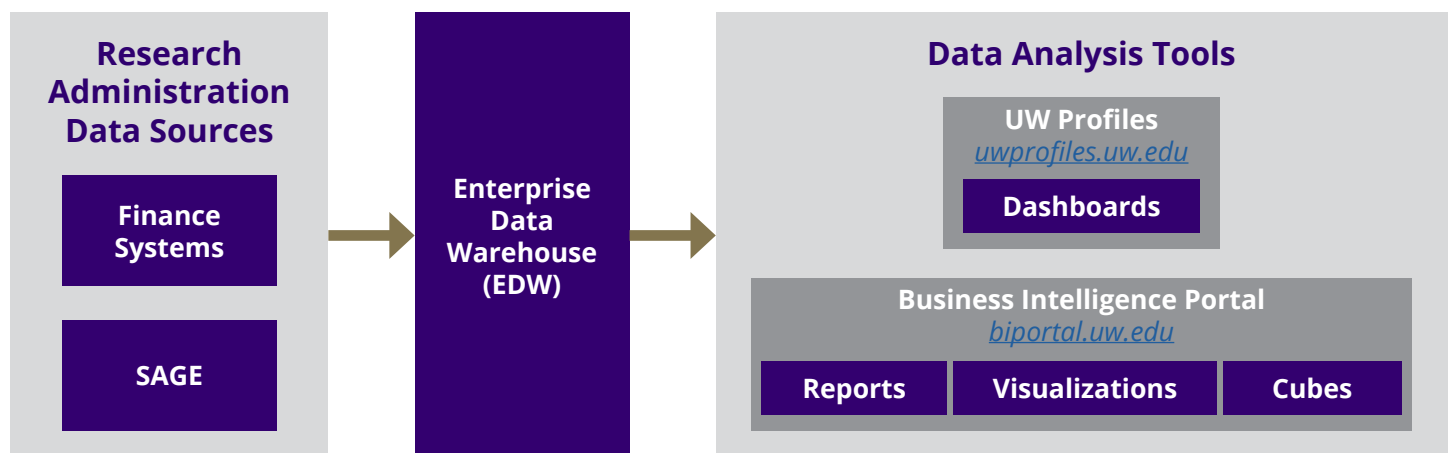 Research
Administration
Data Sources
Finance
Systems
SAGE
Enterprise
Data
Warehouse
(EDW)
Data Analysis Tools
UW Profiles
uwprofiles.uw.edu
Dashboards
Business Intelligence Portal
biportal.uw.edu
Reports
Visualizations
Cubes